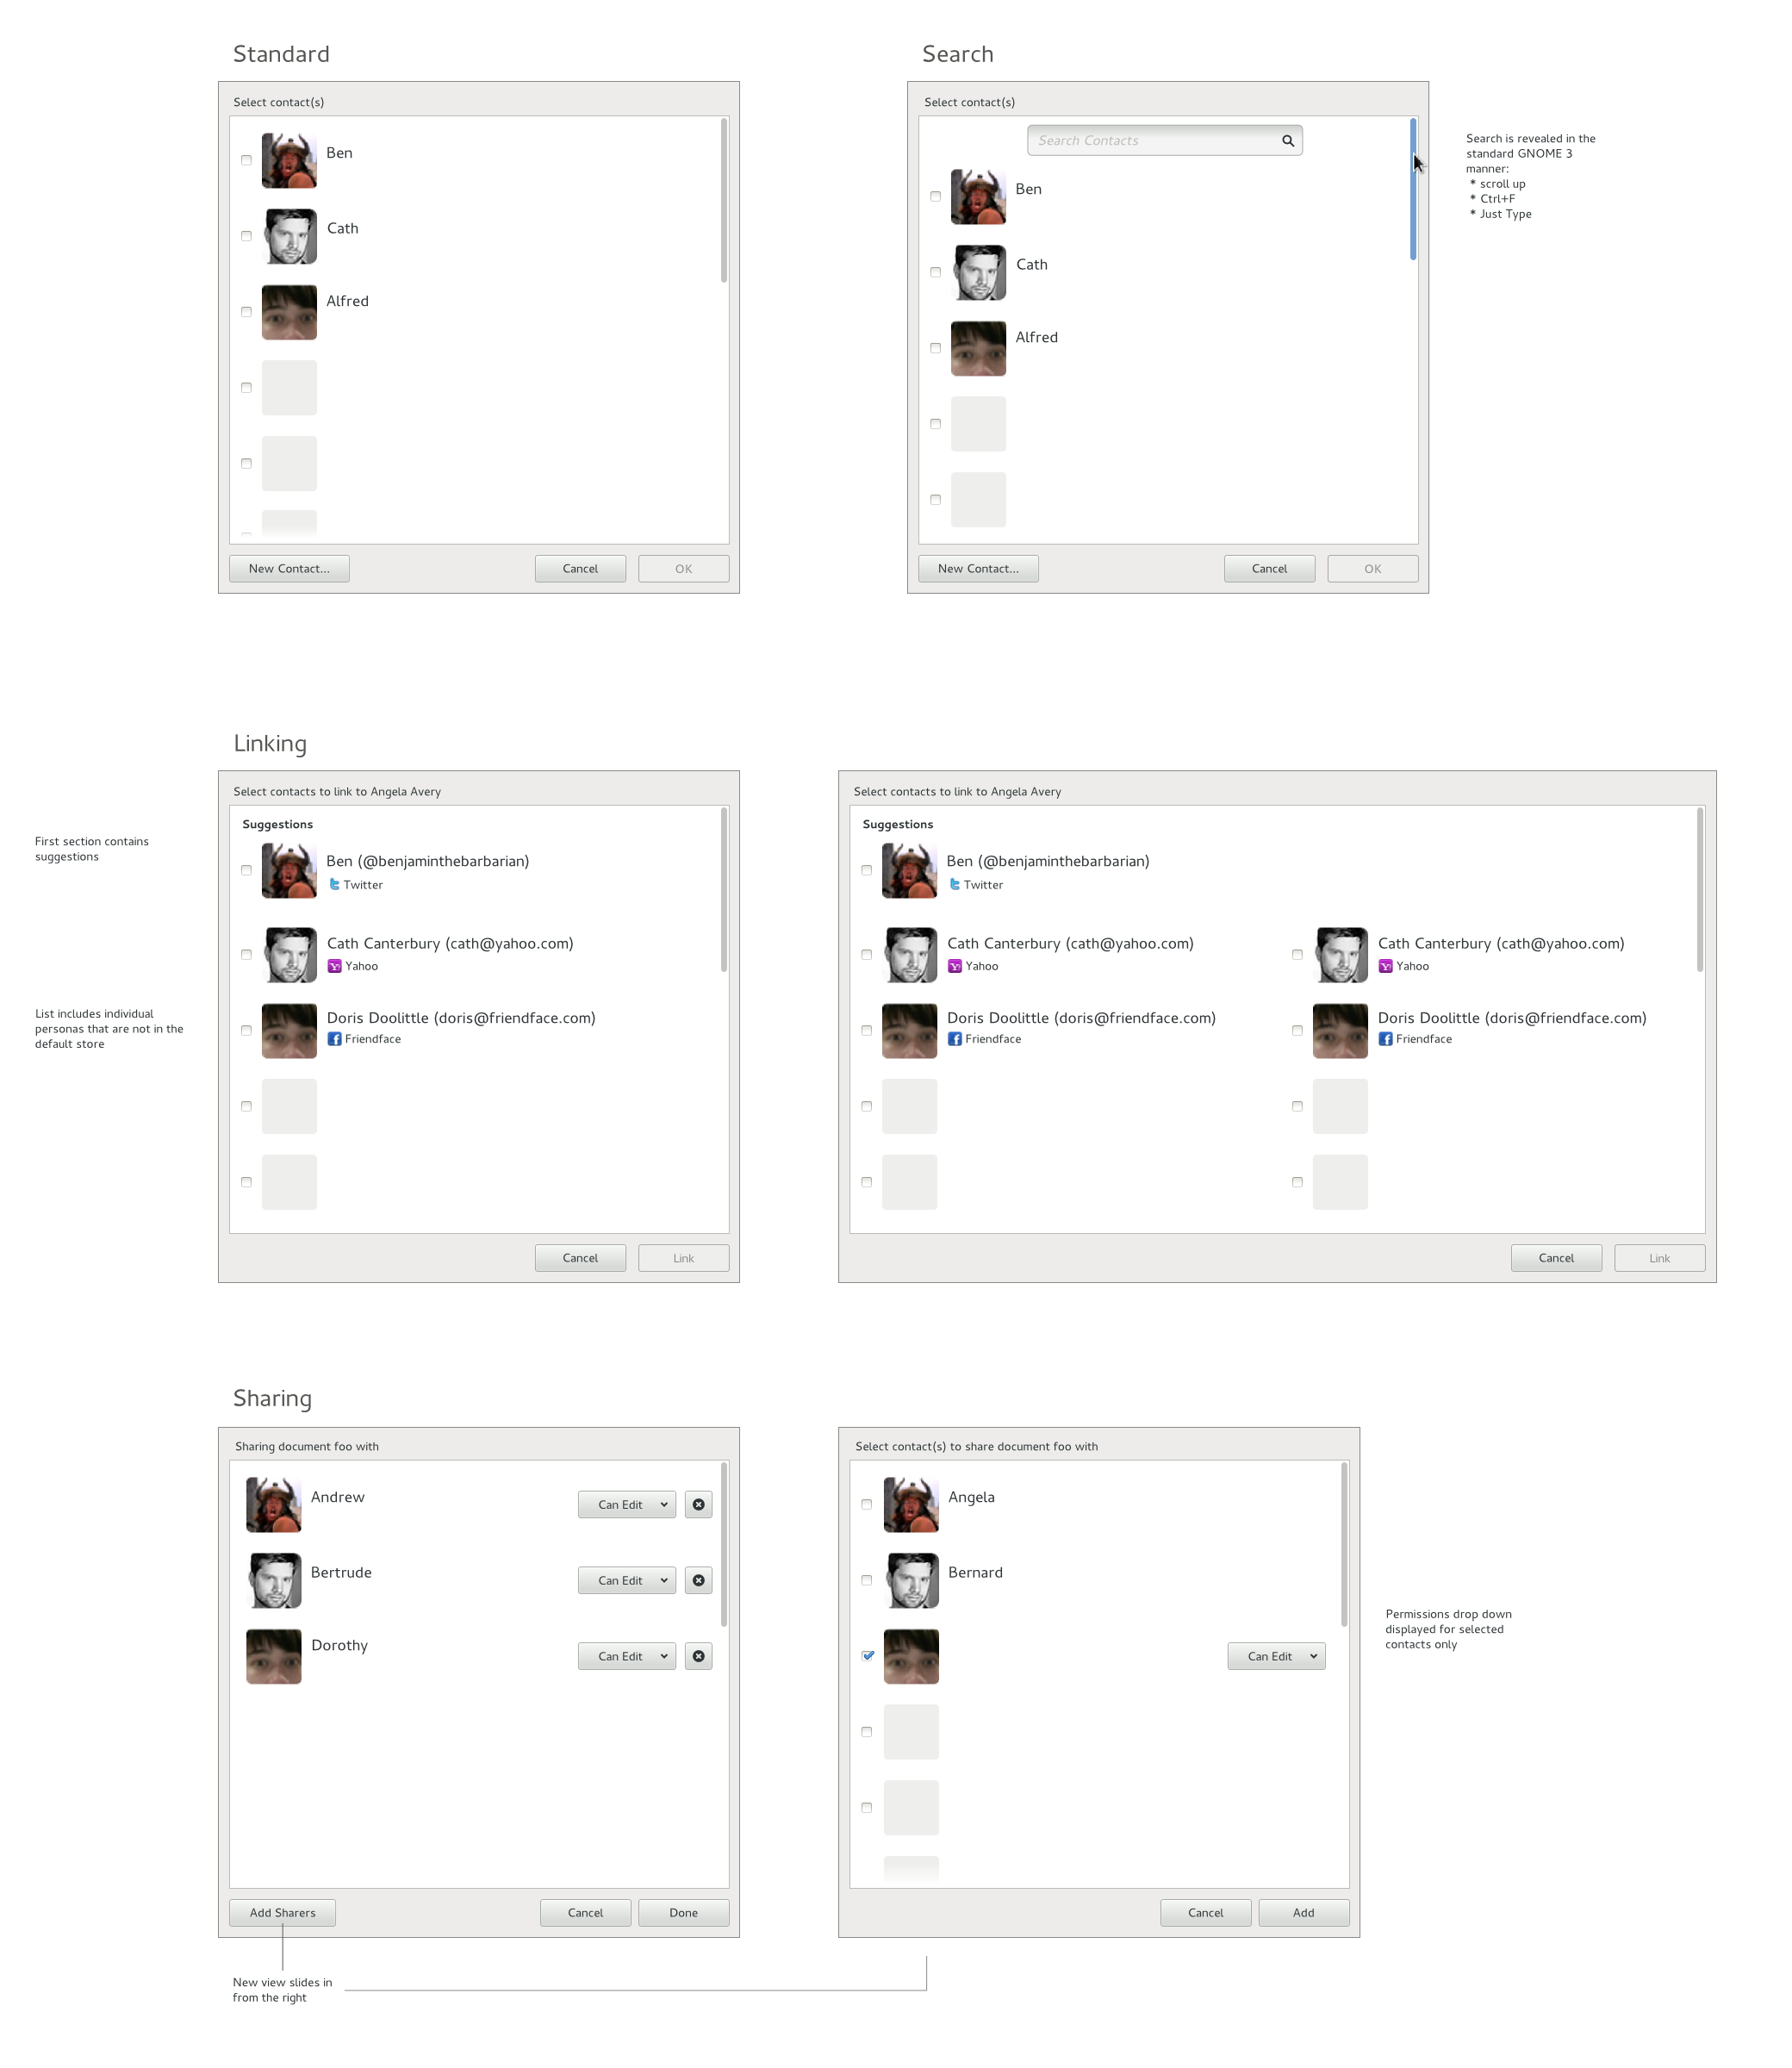 Standard
Select contact(s)
Ben
Cath
Alfred
New Contact...
Cancel
OK
Search
Select contact(s)
Search Contacts
Ben
Cath
Alfred
New Contact...
Cancel
OK
Search is revealed in the
standard GNOME 3
manner:
* scroll up
* Ctrl+F
* Just Type
Linking
First section contains
suggestions
List includes individual
personas that are not in the
default store
Select contacts to link to Angela Avery
Suggestions
Ben (@benjaminthebarbarian)
Twitter
Cath Canterbury (cath@yahoo.com)
Yahoo
Doris Doolittle (doris@friendface.com)
Friendface
Cancel
Link
Select contacts to link to Angela Avery
Suggestions
Ben (@benjaminthebarbarian)
Twitter
Cath Canterbury (cath@yahoo.com)
Yahoo
Doris Doolittle (doris@friendface.com)
Friendface
Cath Canterbury (cath@yahoo.com)
Yahoo
Doris Doolittle (doris@friendface.com)
Friendface
Cancel
Link
Sharing
Sharing document foo with
Andrew
Can Edit
Bertrude
Can Edit
Dorothy
Can Edit
Add Sharers
Cancel
Done
New view slides in
from the right
Select contact(s) to share document foo with
Angela
Bernard
Can Edit
Cancel
Add
Permissions drop down
displayed for selected
contacts only